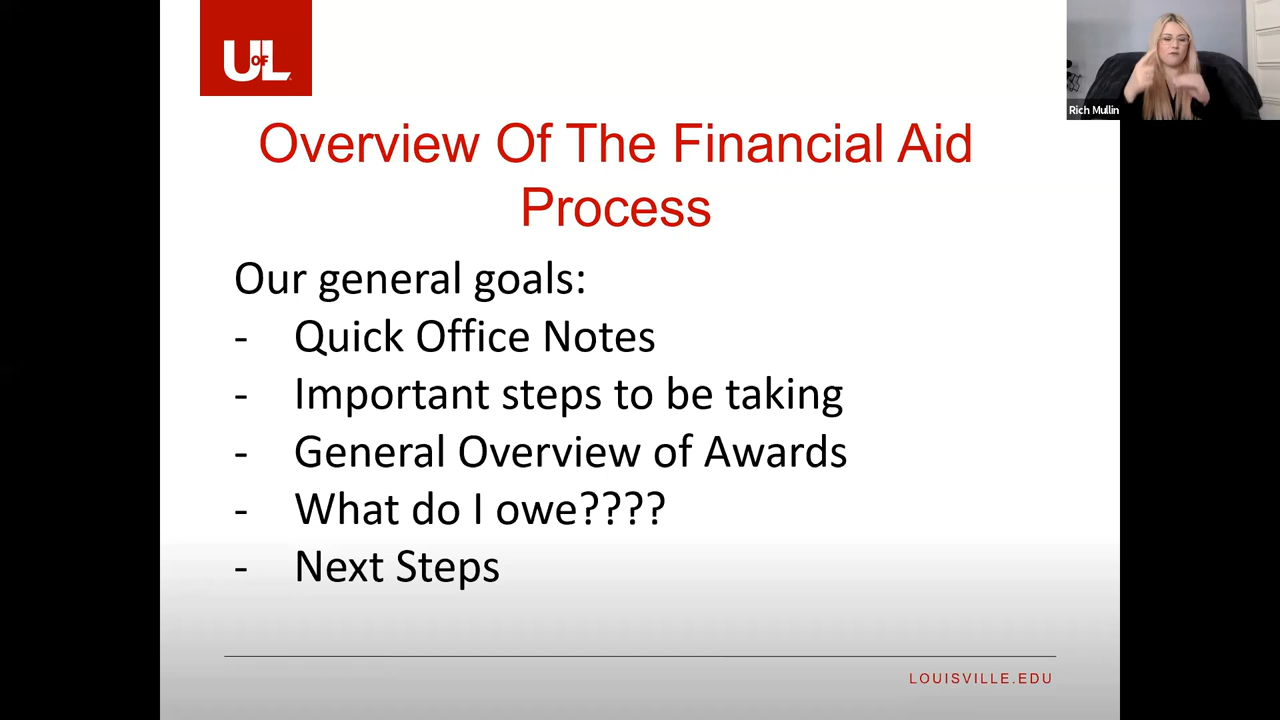 U OF L
Rich Mullin
Overview Of The Financial Aid
Process
Our general goals:
- Quick Office Notes
- Important steps to be taking
- General Overview of Awards
- What do I owe????
- Next Steps
LOUISVILLE.EDU